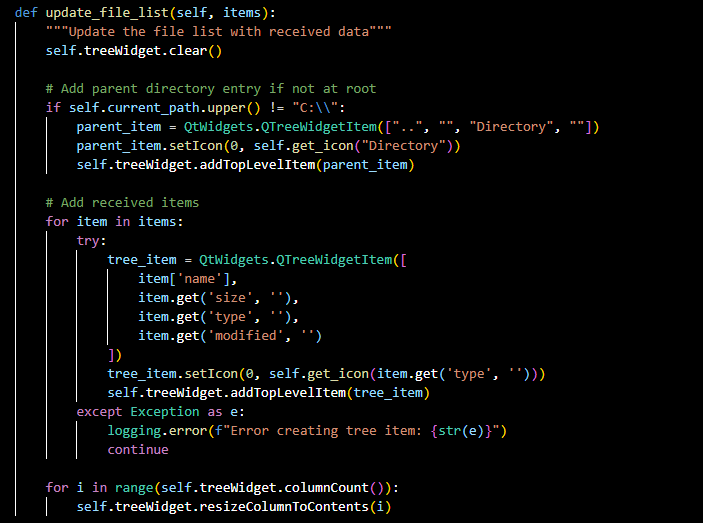 def update_file_list(self, items):
    """Update the file list with received data"""
    self.treeWidget.clear()

    # Add parent directory entry if not at root
    if self.current_path.upper() != "C:\\":
        parent_item = QtWidgets.QTreeWidgetItem(["..", "", "Directory", ""])
        parent_item.setIcon(0, self.get_icon("Directory"))
        self.treeWidget.addTopLevelItem(parent_item)

    # Add received items
    for item in items:
        try:
            tree_item = QtWidgets.QTreeWidgetItem([
                item['name'],
                item.get('size', ''),
                item.get('type', ''),
                item.get('modified', '')
            ])
            tree_item.setIcon(0, self.get_icon(item.get('type', '')))
            self.treeWidget.addTopLevelItem(tree_item)
        except Exception as e:
            logging.error(f"Error creating tree item: {str(e)}")
            continue

    for i in range(self.treeWidget.columnCount()):
        self.treeWidget.resizeColumnToContents(i)